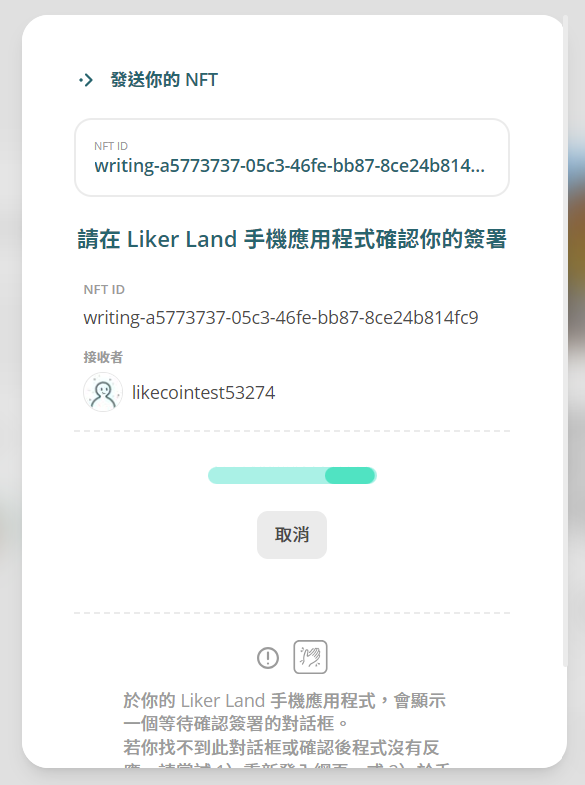 發送你的 NFT
NFT ID
writing-a5773737-05c3-46fe-bb87-8ce24b814...
請在 Liker Land 手機應用程式確認你的簽署
NFT ID
writing-a5773737-05c3-46fe-bb87-8ce24b814fc9
接收者
likecointest53274
取消
於你的 Liker Land 手機應用程式，會顯示
一個等待確認簽署的對話框。
若你找不到此對話框或確認後程式沒有反